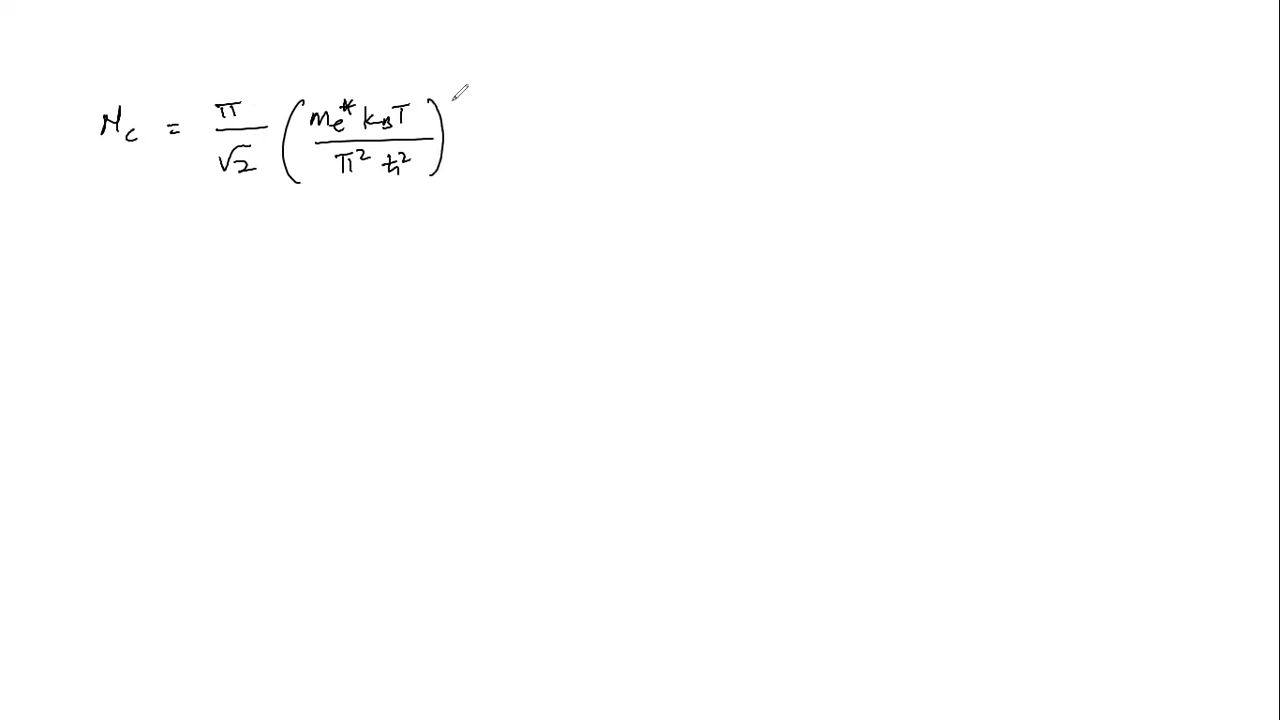 N_c = π/√2 (m_e* k_B T / π² ħ²)